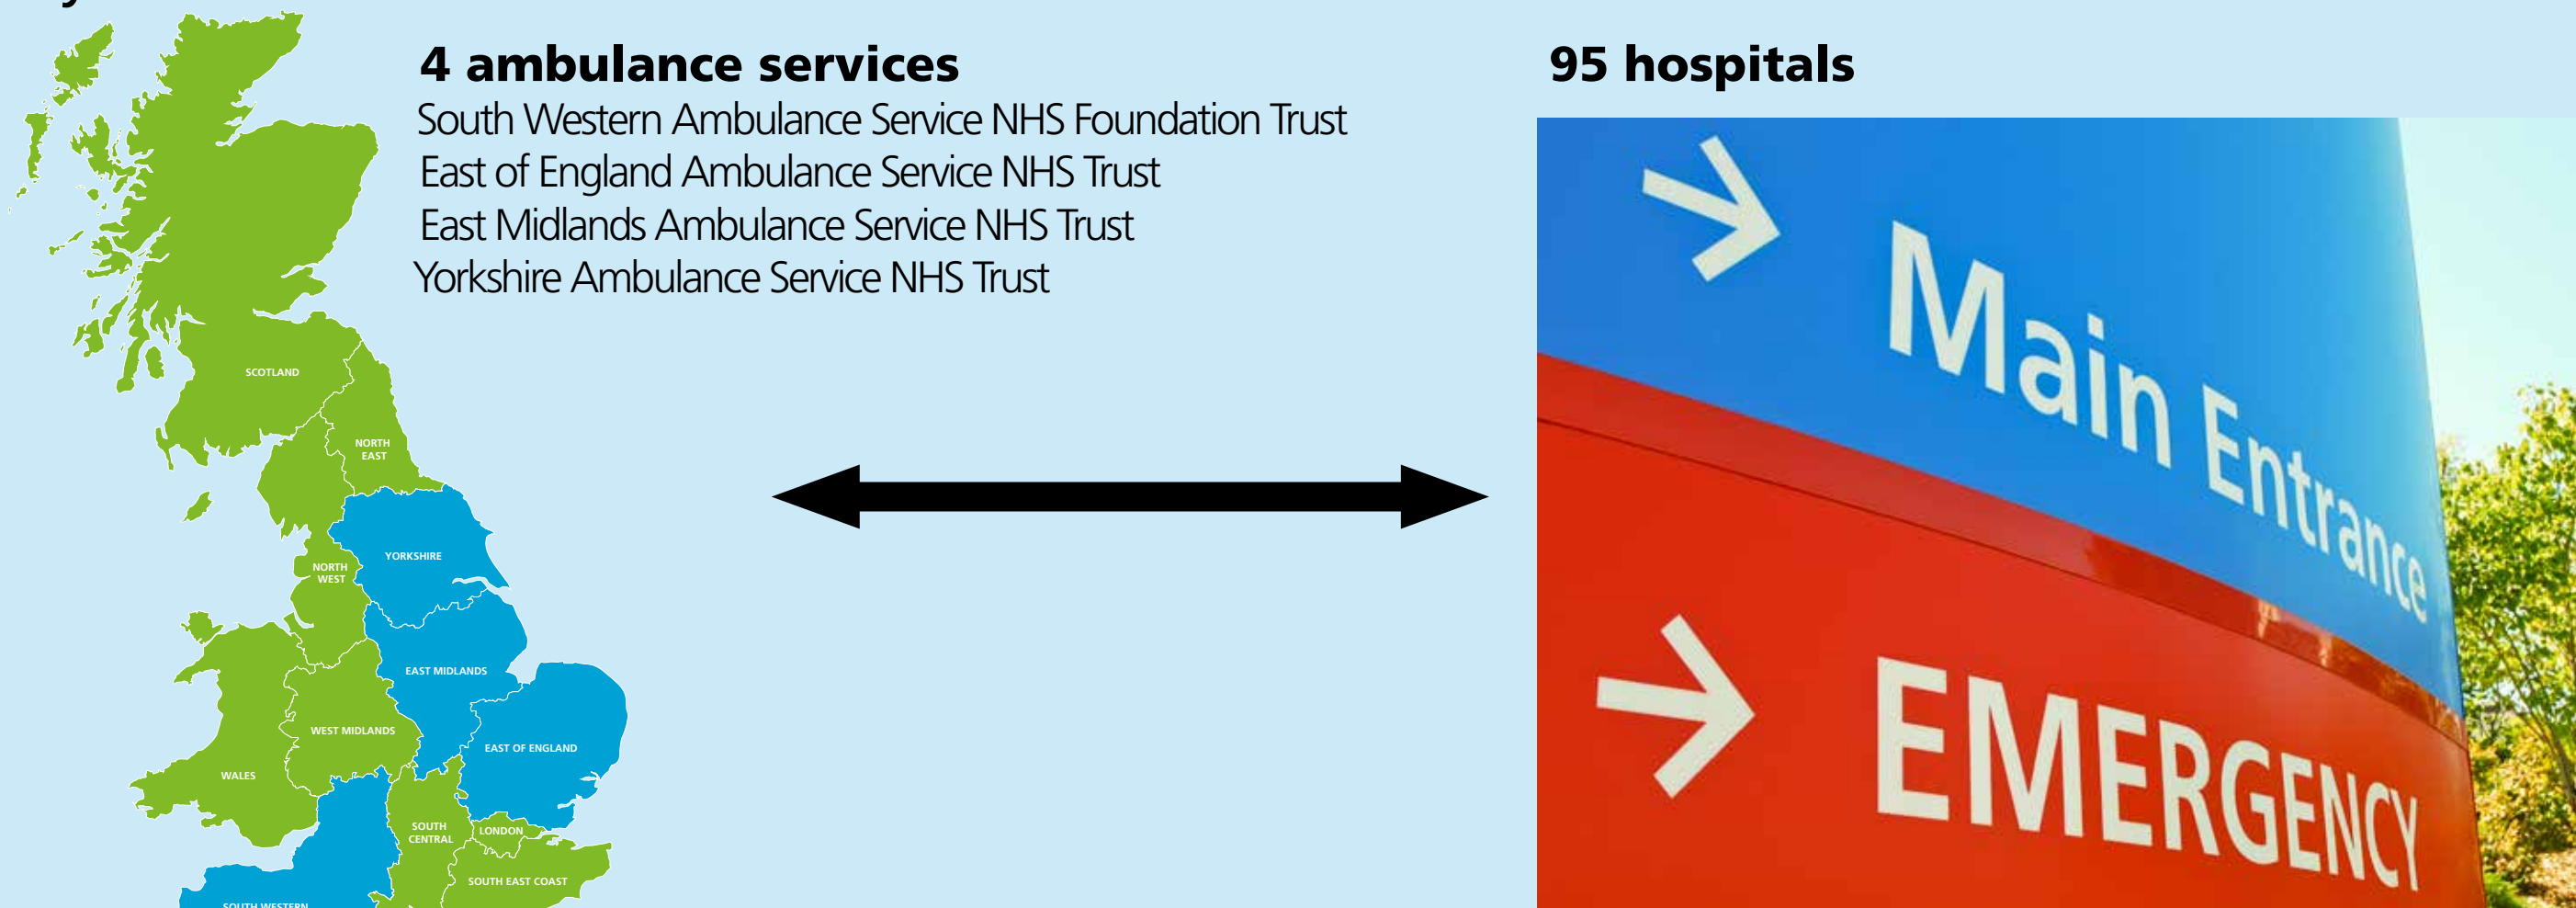 4 ambulance services
South Western Ambulance Service NHS Foundation Trust
East of England Ambulance Service NHS Trust
East Midlands Ambulance Service NHS Trust
Yorkshire Ambulance Service NHS Trust
95 hospitals
SCOTLAND
NORTH
EAST
YORKSHIRE
NORTH
WEST
EAST MIDLANDS
WEST MIDLANDS
EAST OF ENGLAND
WALES
SOUTH
CENTRAL
LONDON
SOUTH EAST COAST
SOUTH WESTERN
Main Entrance
EMERGENCY